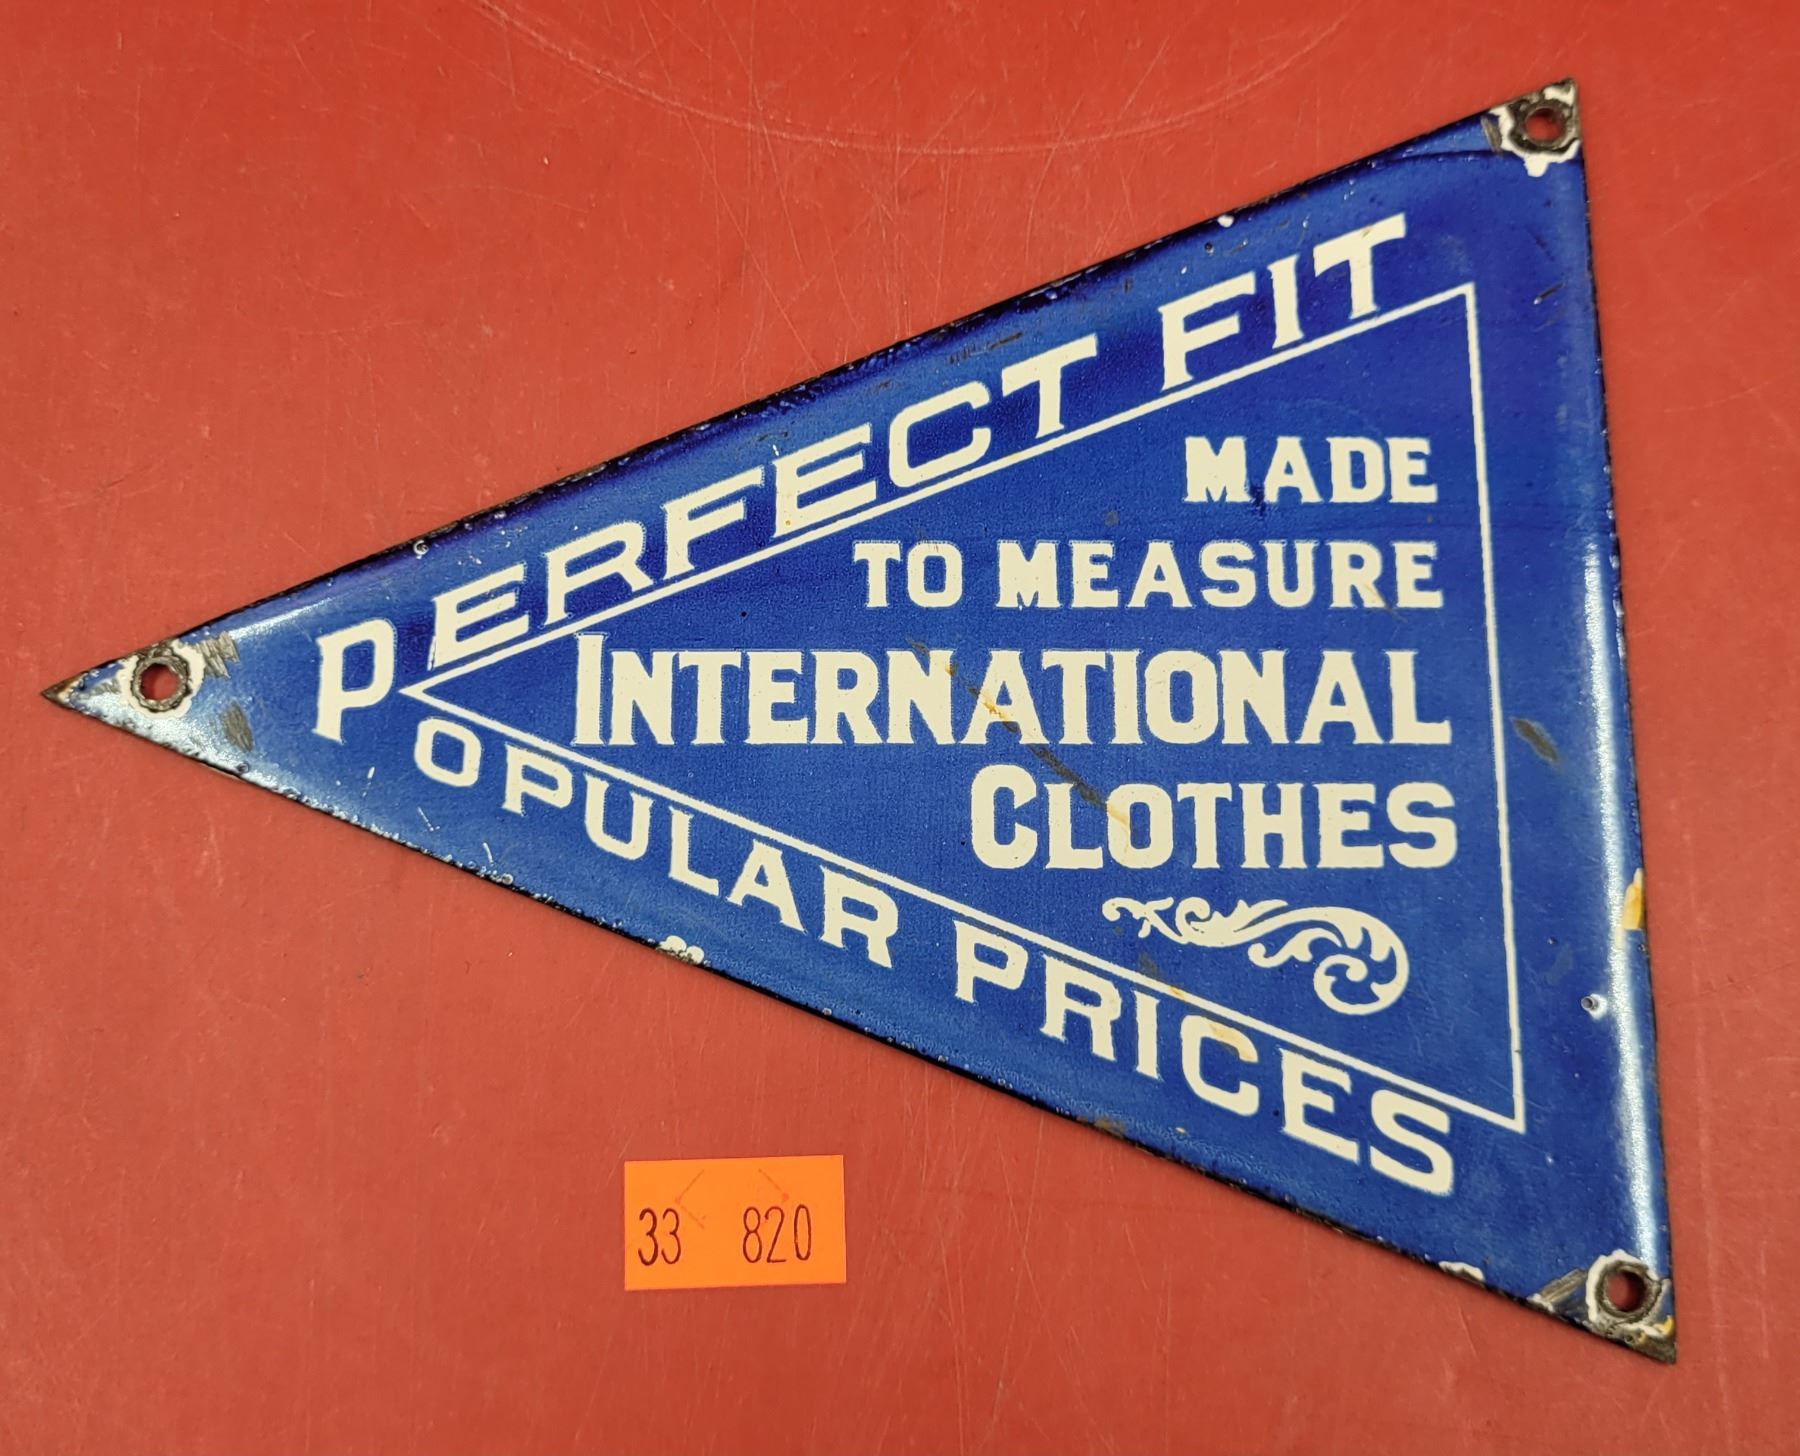 PERFECT FIT
MADE
TO MEASURE
INTERNATIONAL
CLOTHES
POPULAR PRICES
33 820